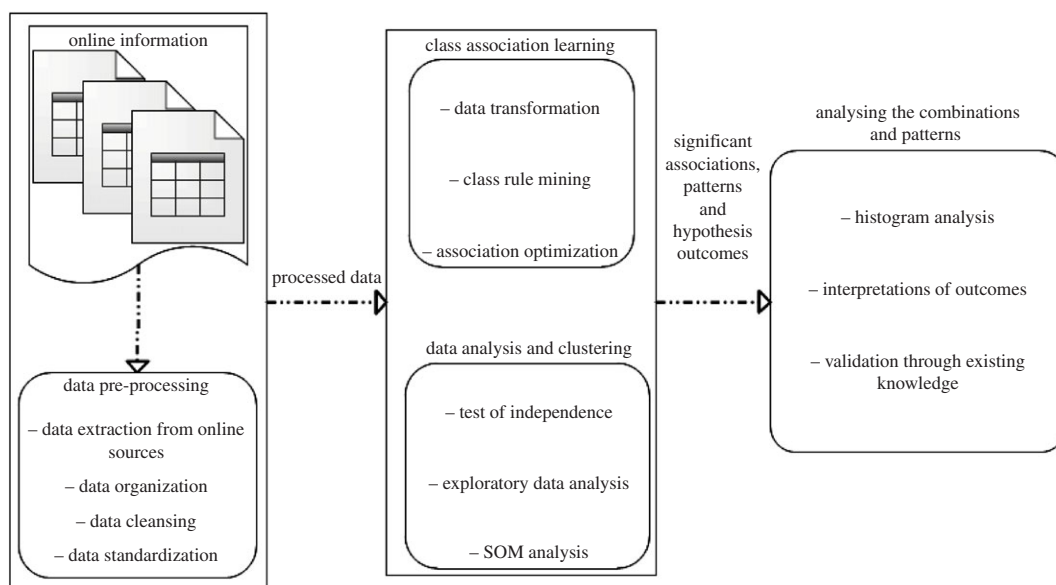 online information
data pre-processing
– data extraction from online
sources
– data organization
– data cleansing
– data standardization
processed data
class association learning
– data transformation
– class rule mining
– association optimization
data analysis and clustering
– test of independence
– exploratory data analysis
– SOM analysis
significant
associations,
patterns
and
hypothesis
outcomes
analysing the combinations
and patterns
– histogram analysis
– interpretations of outcomes
– validation through existing
knowledge